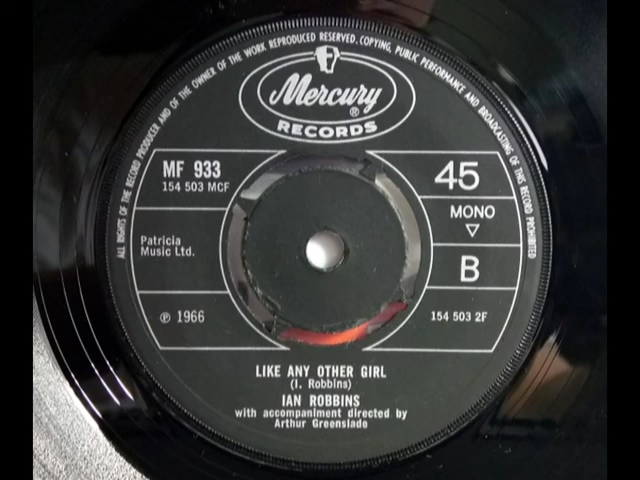 ALL RIGHTS OF THE RECORD PRODUCER AND OF THE OWNER OF THE WORK REPRODUCED RESERVED. COPYING, PUBLIC PERFORMANCE AND BROADCASTING OF THIS RECORD PROHIBITED
Mercury ®
RECORDS
MF 933
154 503 MCF
45
MONO
Patricia
Music Ltd.
B
℗ 1966
154 503 2F
LIKE ANY OTHER GIRL
(I. Robbins)
IAN ROBBINS
with accompaniment directed by
Arthur Greenslade